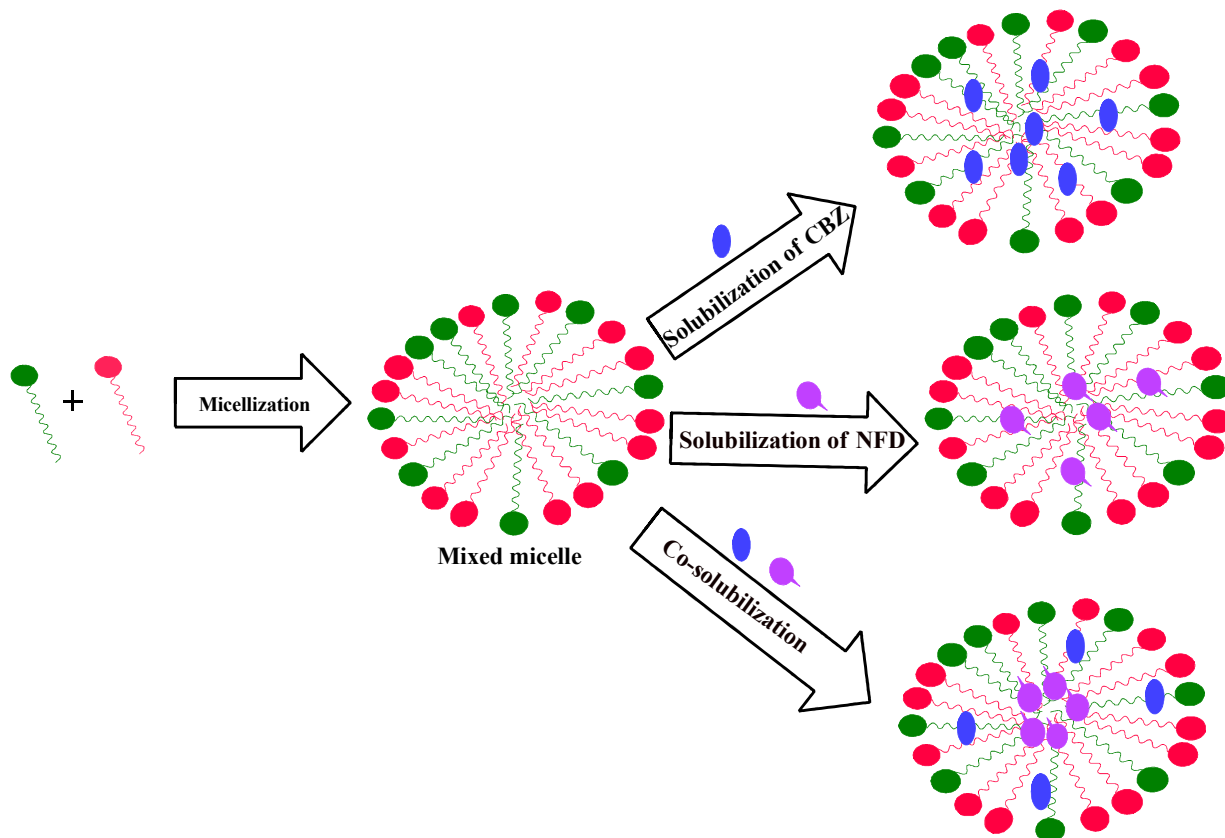 Solubilization of CBZ
+
Micellization
Solubilization of NFD
Mixed micelle
Co-solubilization